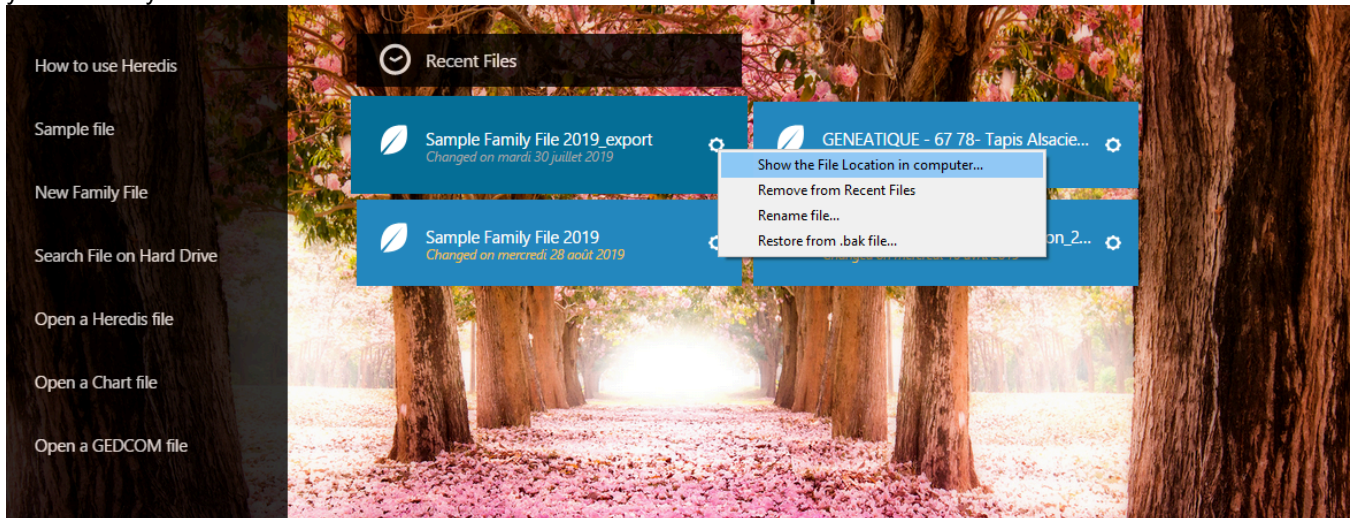 How to use Heredis
Sample file
New Family File
Search File on Hard Drive
Open a Heredis file
Open a Chart file
Open a GEDCOM file
Recent Files
Sample Family File 2019_export
Changed on mardi 30 juillet 2019
GENEATIQUE - 67 78- Tapis Alsacie...
Show the File Location in computer...
Remove from Recent Files
Rename file...
Restore from .bak file...
Sample Family File 2019
Changed on mercredi 28 août 2019
on_2...